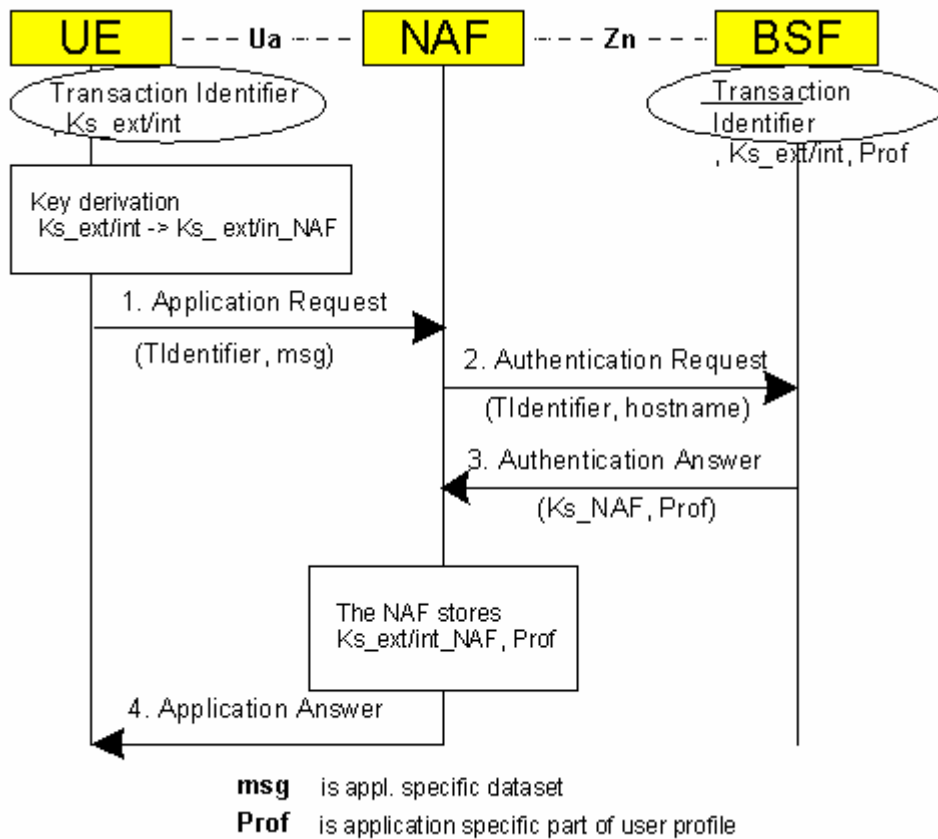 UE --- Ua --- NAF --- Zn --- BSF
Transaction Identifier
, Ks_ext/int
Transaction
Identifier
, Ks_ext/int, Prof
Key derivation
Ks_ext/int -> Ks_ ext/in_NAF
1. Application Request
(TIdentifier, msg)
2. Authentication Request
(TIdentifier, hostname)
3. Authentication Answer
(Ks_NAF, Prof)
The NAF stores
Ks_ext/int_NAF, Prof
4. Application Answer
msg is appl. specific dataset
Prof is application specific part of user profile